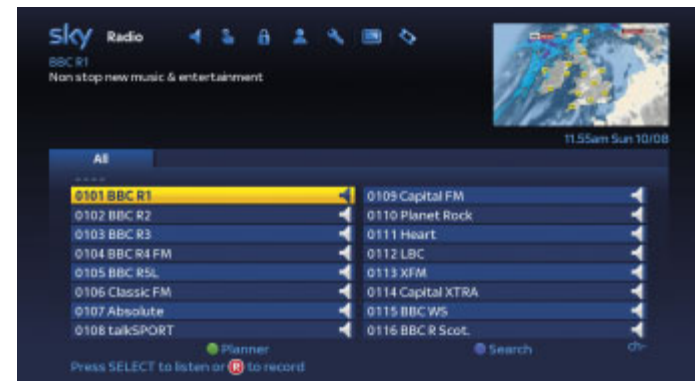 sky Radio
BBC R1
Non stop new music & entertainment
11.55am Sun 10/08
All
0101 BBC R1
0102 BBC R2
0103 BBC R3
0104 BBC R4 FM
0105 BBC R5L
0106 Classic FM
0107 Absolute
0108 talkSPORT
0109 Capital FM
0110 Planet Rock
0111 Heart
0112 LBC
0113 XFM
0114 Capital XTRA
0115 BBC WS
0116 BBC R Scot.
Planner
Search
ch-
Press SELECT to listen or R to record